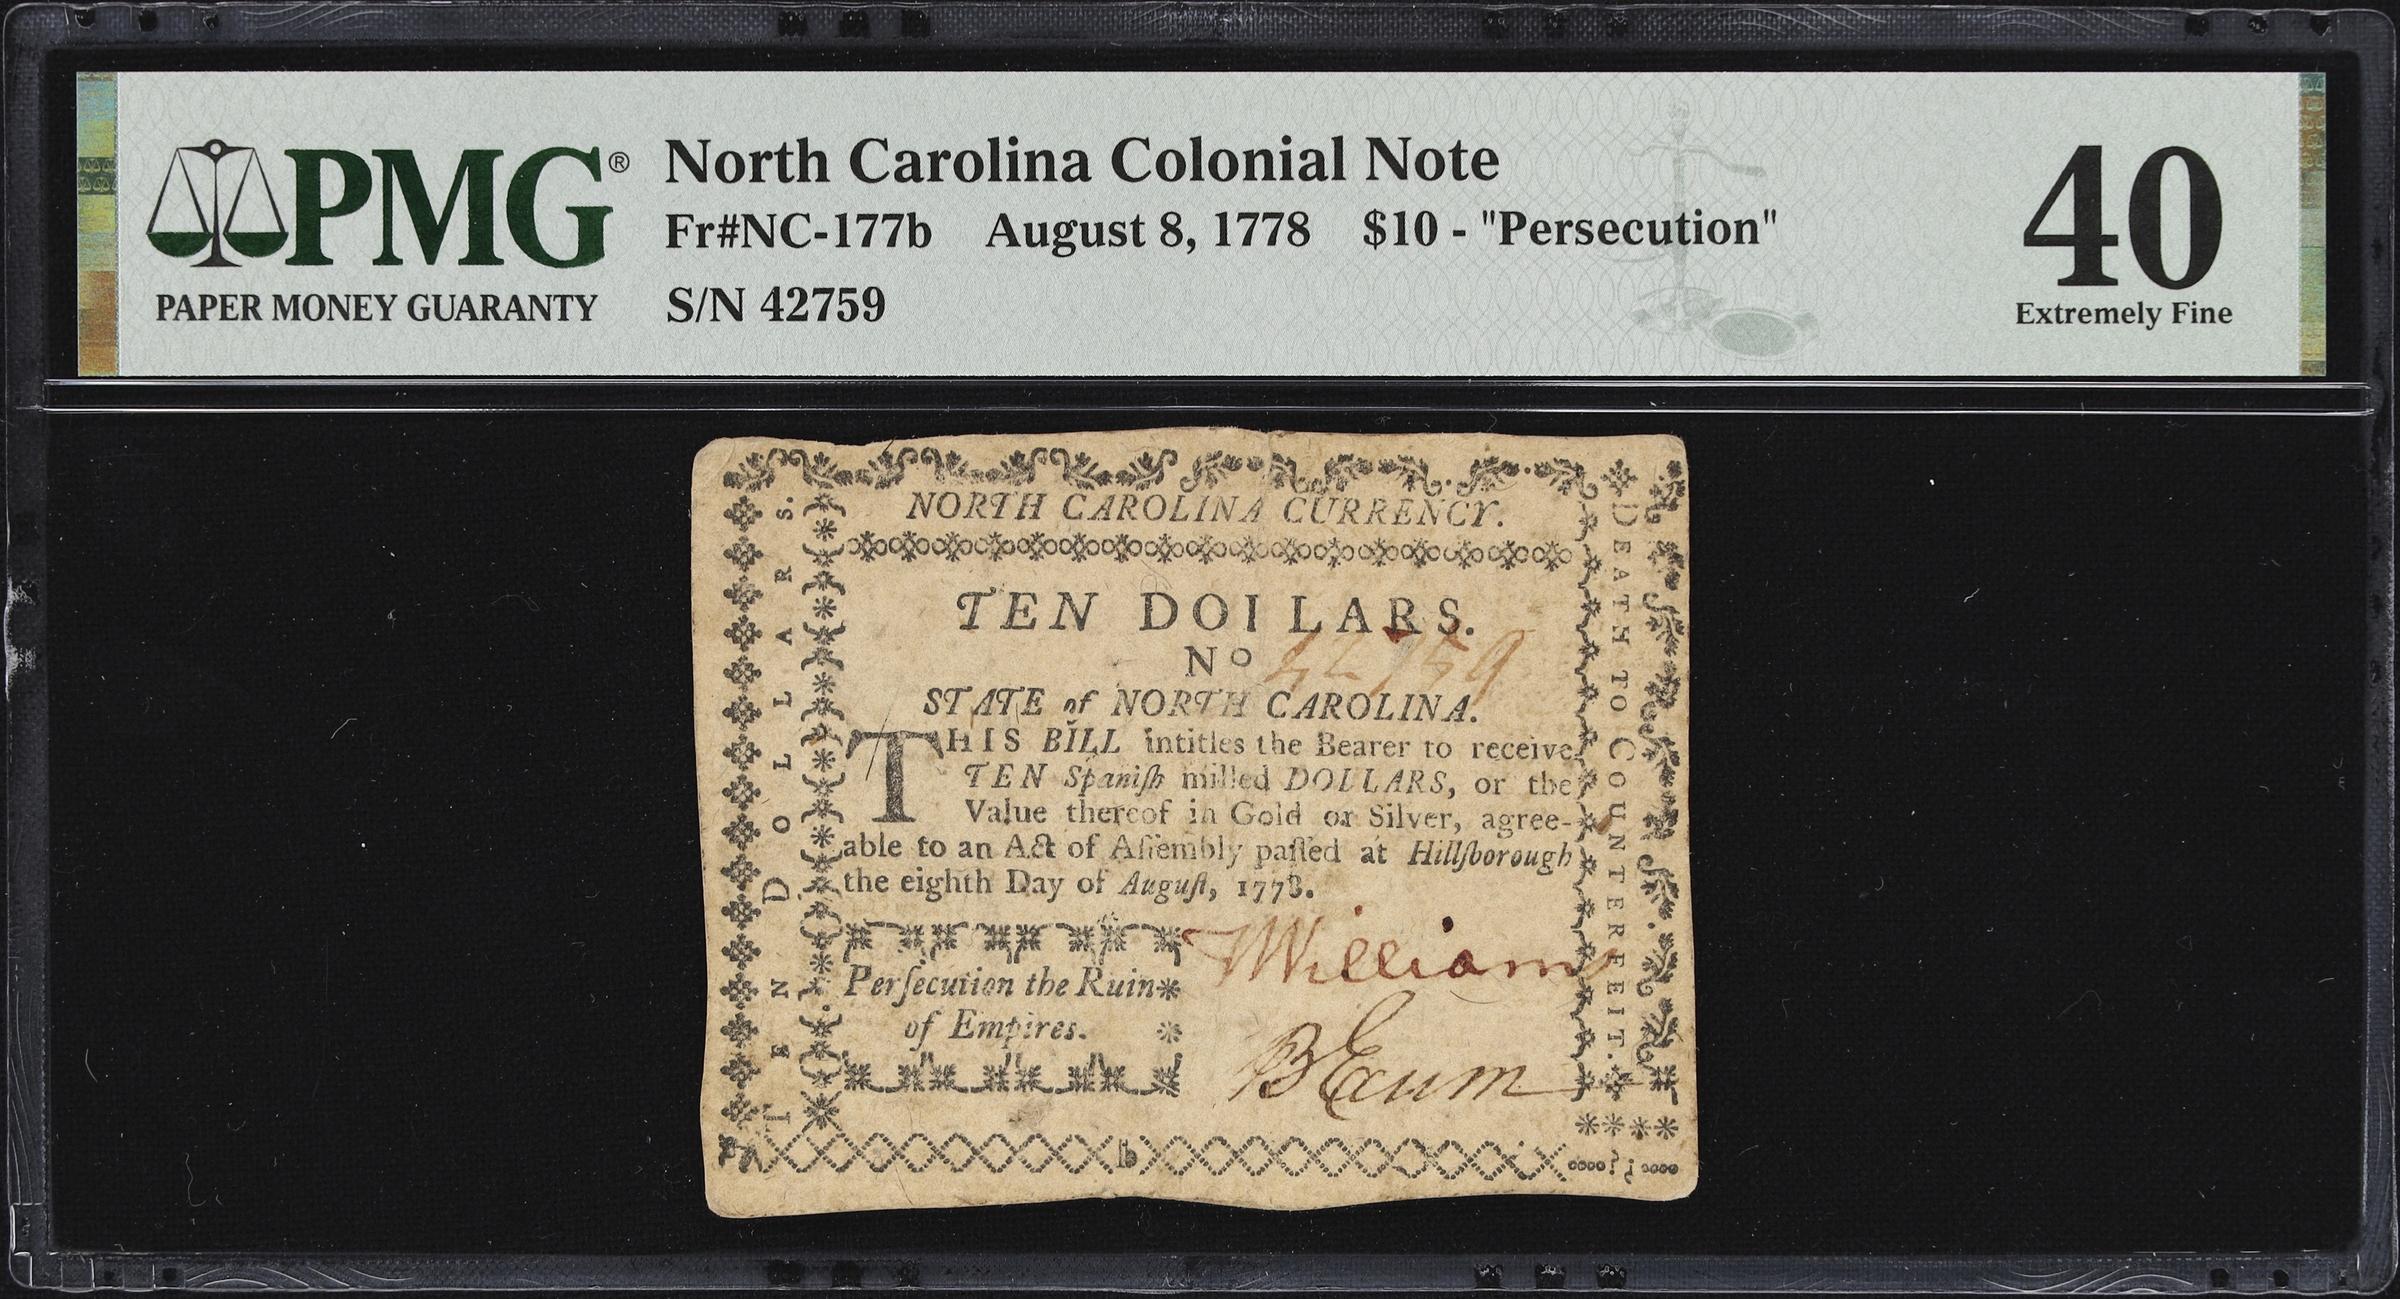 PMG®
PAPER MONEY GUARANTY
North Carolina Colonial Note
Fr#NC-177b August 8, 1778 $10 - "Persecution"
S/N 42759
40
Extremely Fine
NORTH CAROLINA CURRENCY.
TEN DOLLARS.
No 42759
STATE of NORTH CAROLINA.
THIS BILL intitles the Bearer to receive
TEN Spaniſh milled DOLLARS, or the
Value thereof in Gold or Silver, agree-
able to an Act of Aſſembly paſſed at Hillſborough
the eighth Day of Auguſt, 1778.
Perſecution the Ruin
of Empires.
Williams
B Exum
TEN DOLLARS.
DEATH TO COUNTERFEIT.
b